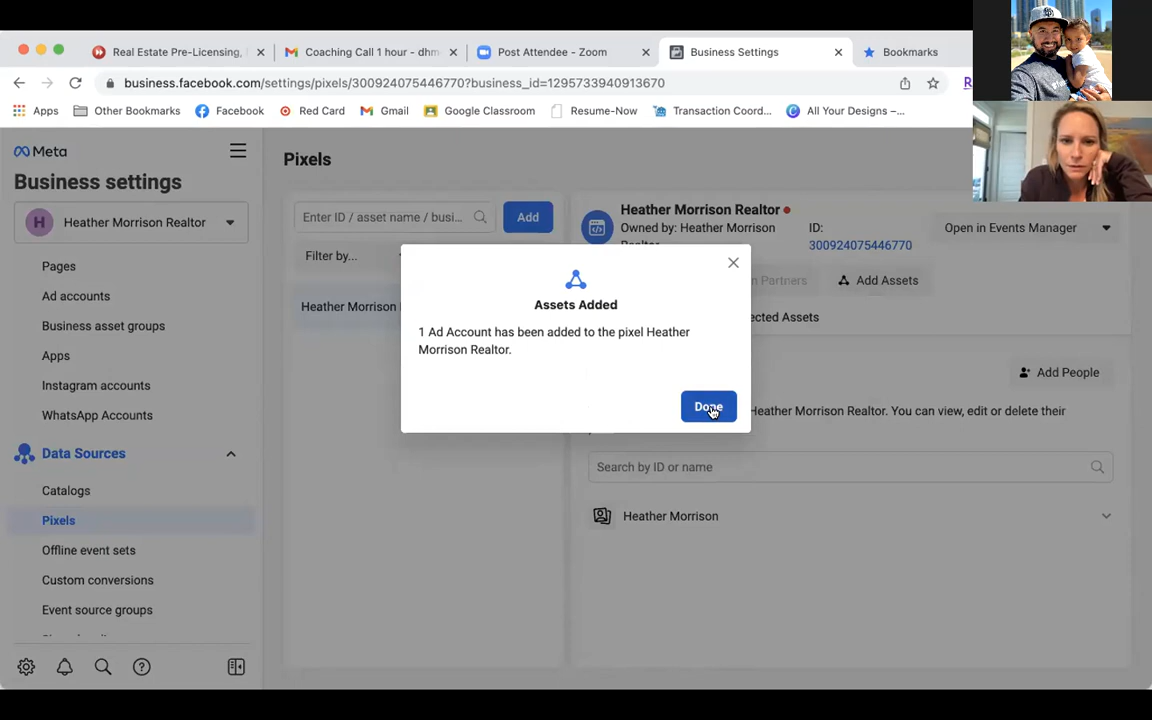 Real Estate Pre-Licensing,
Coaching Call 1 hour - dhm
Post Attendee - Zoom
Business Settings
Bookmarks
business.facebook.com/settings/pixels/300924075446770?business_id=1295733940913670
Apps
Other Bookmarks
Facebook
Red Card
Gmail
Google Classroom
Resume-Now
Transaction Coord...
All Your Designs –...
Meta
Business settings
H
Heather Morrison Realtor
Pages
Ad accounts
Business asset groups
Apps
Instagram accounts
WhatsApp Accounts
Data Sources
Catalogs
Pixels
Offline event sets
Custom conversions
Event source groups
Pixels
Enter ID / asset name / busi...
Add
Filter by...
Heather Morrison
Heather Morrison Realtor
Owned by: Heather
Morrison
ID:
300924075446770
Open in Events Manager
Partners
Add Assets
Assets
Add People
Heather Morrison Realtor. You can view, edit or delete their
Search by ID or name
Heather Morrison
Assets Added
1 Ad Account has been added to the pixel Heather
Morrison Realtor.
Done